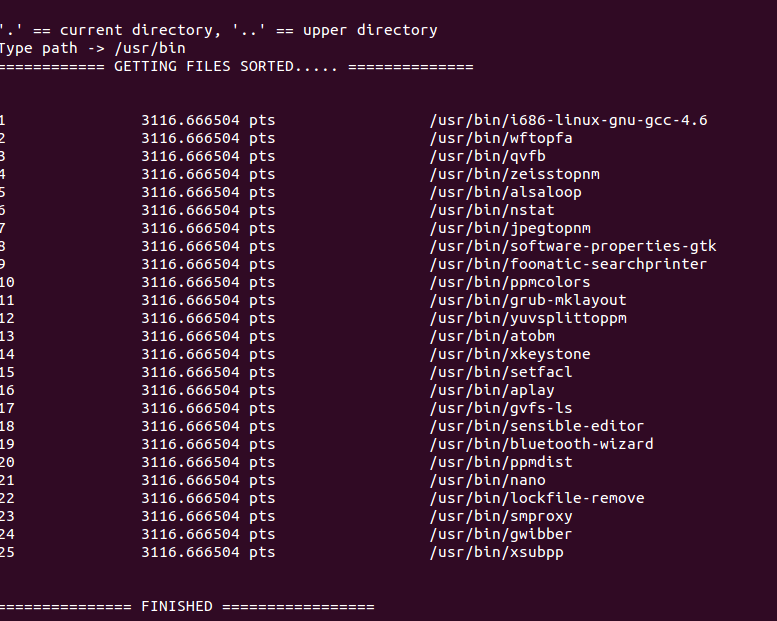 '.' == current directory, '..' == upper directory
Type path -> /usr/bin
============ GETTING FILES SORTED..... ==============
1 3116.666504 pts /usr/bin/i686-linux-gnu-gcc-4.6
2 3116.666504 pts /usr/bin/wftopfa
3 3116.666504 pts /usr/bin/qvfb
4 3116.666504 pts /usr/bin/zeisstopnm
5 3116.666504 pts /usr/bin/alsaloop
6 3116.666504 pts /usr/bin/nstat
7 3116.666504 pts /usr/bin/jpegtopnm
8 3116.666504 pts /usr/bin/software-properties-gtk
9 3116.666504 pts /usr/bin/foomatic-searchprinter
10 3116.666504 pts /usr/bin/ppmcolors
11 3116.666504 pts /usr/bin/grub-mklayout
12 3116.666504 pts /usr/bin/yuvsplittoppm
13 3116.666504 pts /usr/bin/atobm
14 3116.666504 pts /usr/bin/xkeystone
15 3116.666504 pts /usr/bin/setfacl
16 3116.666504 pts /usr/bin/aplay
17 3116.666504 pts /usr/bin/gvfs-ls
18 3116.666504 pts /usr/bin/sensible-editor
19 3116.666504 pts /usr/bin/bluetooth-wizard
20 3116.666504 pts /usr/bin/ppmdist
21 3116.666504 pts /usr/bin/nano
22 3116.666504 pts /usr/bin/lockfile-remove
23 3116.666504 pts /usr/bin/smproxy
24 3116.666504 pts /usr/bin/gwibber
25 3116.666504 pts /usr/bin/xsubpp
=============== FINISHED =================